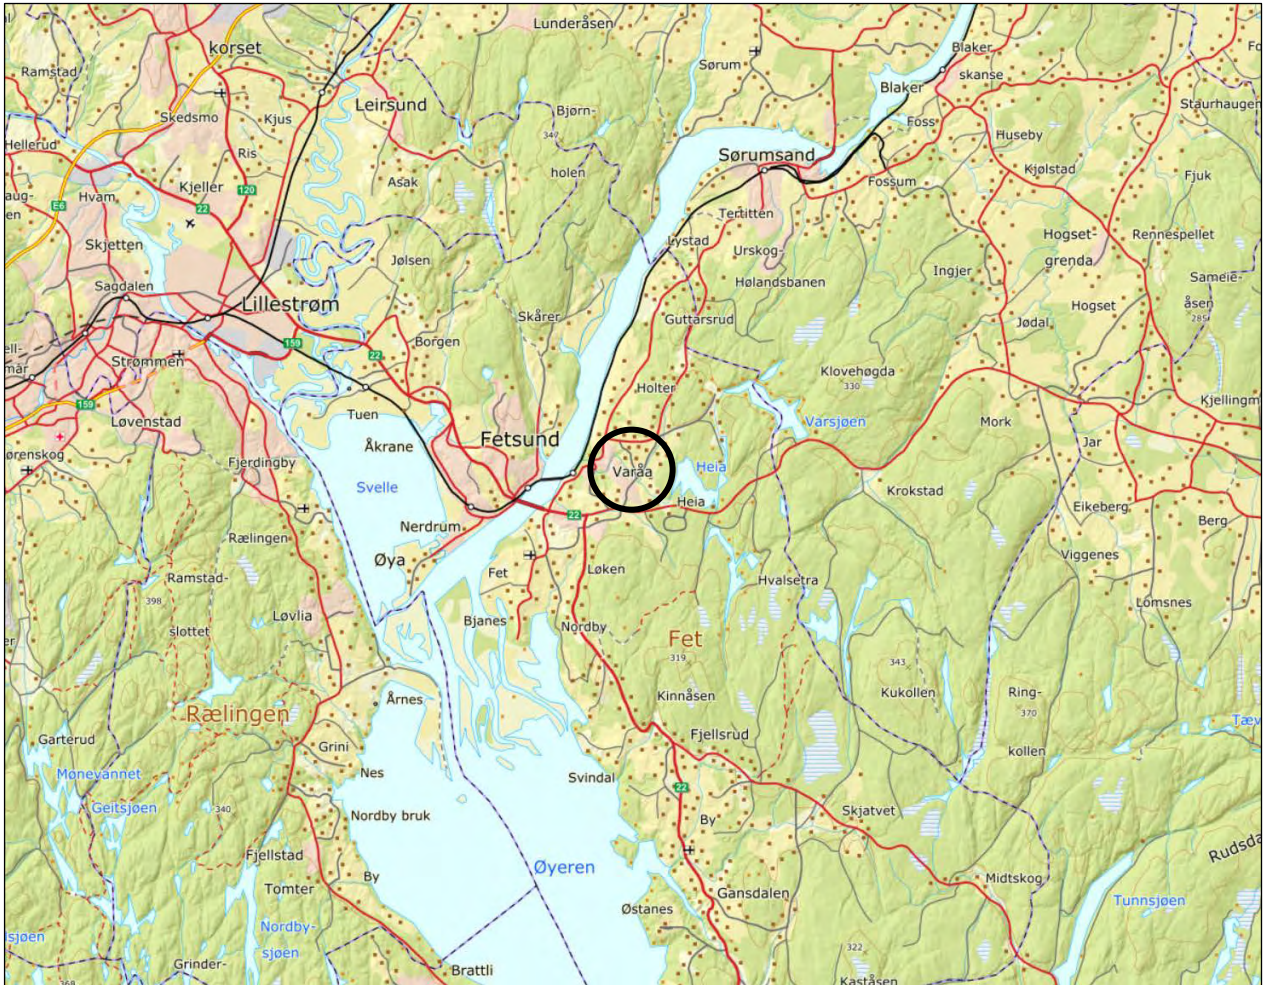 Lunderåsen
korset
Blaker
Ramstad
Sørum
skanse
Blaker
Leirsund
Bjørn-
Staurhaugen
Skedsmo
Kjus
347
Foss
Huseby
Hellerud
Ris
Sørumsand
holen
Kjølstad
Asak
Fossum
Fjuk
Kjeller
120
Hvam
22
E6
Tertitten
Skjetten
Lystad
Urskog-
Hogset-
Rennespellet
Jølsen
grenda
Ingjer
Sagdalen
Hølandsbanen
Sameie-
Lillestrøm
Hogset
åsen
Skårer
Guttarsrud
Jødal
285
159
Borgen
22
Strømmen
Klovehøgda
330
Holter
159
Tuen
Kjellingm
Løvenstad
Varsjøen
Mork
Fetsund
Jar
Åkrane
Fjerdingby
Varåa
Heia
Svelle
Krokstad
Heia
Eikeberg
22
Nerdrum
Berg
Rælingen
Øya
Viggenes
Løken
Fet
Ramstad-
Hvalsetra
398
Lomsnes
Løvlia
Bjanes
slottet
Nordby
Fet
319
343
Kinnåsen
Kukollen
Ring-
Årnes
370
Rælingen
Fjellsrud
Garterud
Grini
kollen
Nes
Svindal
Mønevannet
22
Geitsjøen
340
Nordby bruk
By
Skjatvet
Fjellstad
Øyeren
By
Midtskog
Tomter
Gansdalen
Tunnsjøen
Østanes
Nordby-
sjøen
322
Grinder-
Brattli
Kaståsen
368